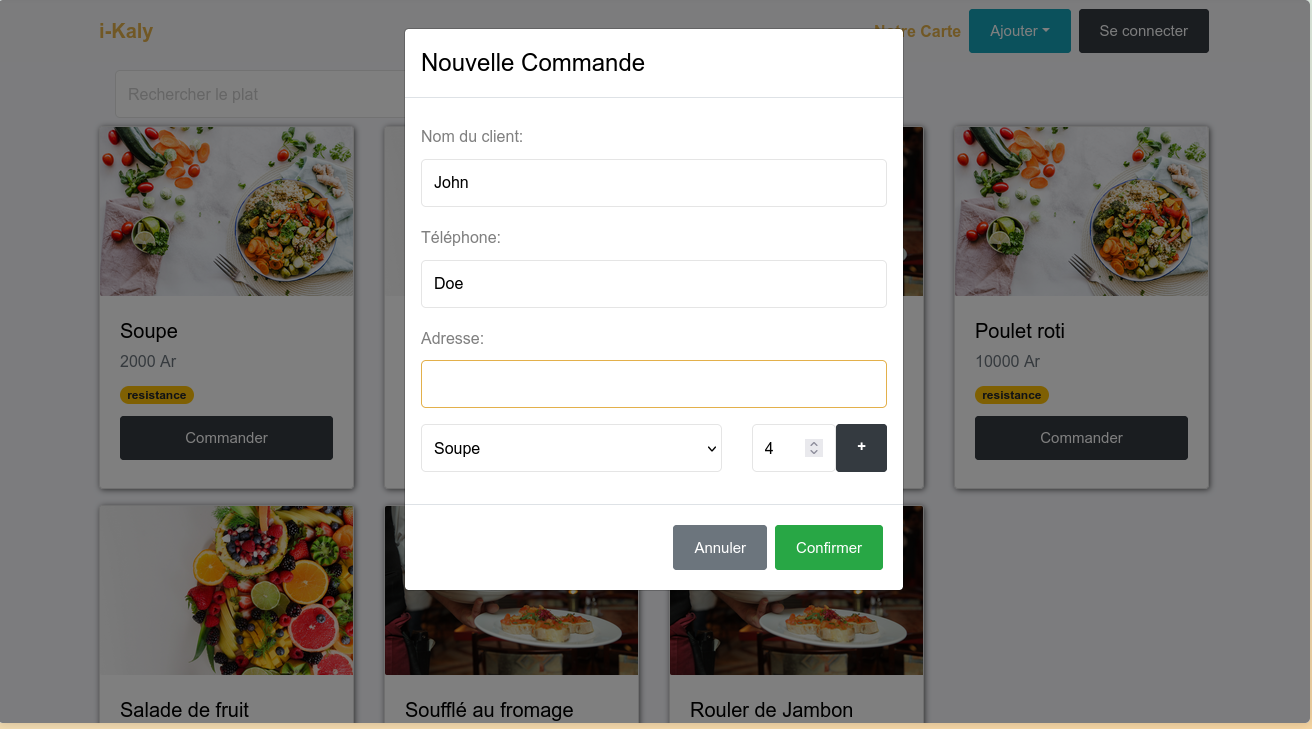 i-Kaly
Notre Carte
Ajouter
Se connecter
Rechercher le plat
Nouvelle Commande
Nom du client:
John
Téléphone:
Doe
Adresse:
Soupe
4
+
Annuler
Confirmer
Soupe
2000 Ar
resistance
Commander
Poulet roti
10000 Ar
resistance
Commander
Salade de fruit
Soufflé au fromage
Rouler de Jambon